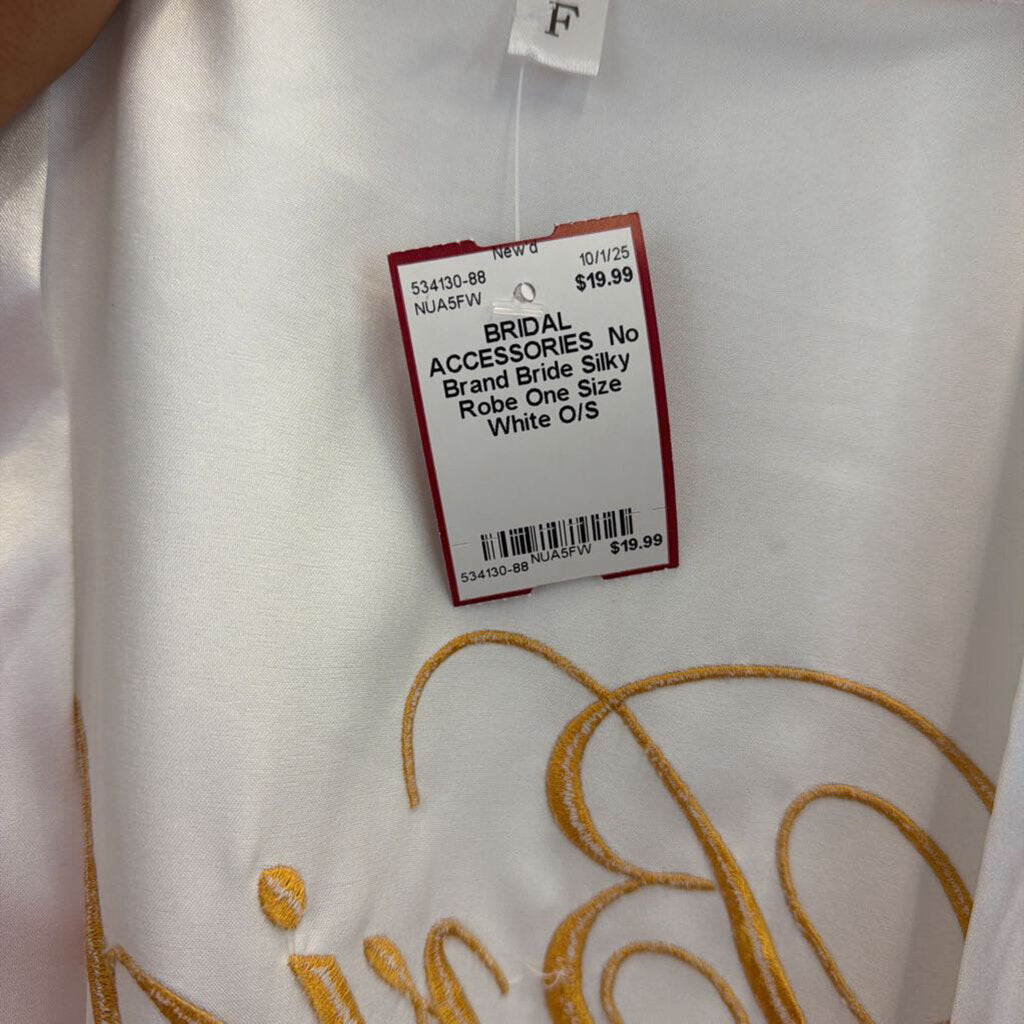 F
New'd
534130-88 10/1/25
NUA5FW $19.99
BRIDAL
ACCESSORIES No
Brand Bride Silky
Robe One Size
White O/S
NUA5FW $19.99
534130-88